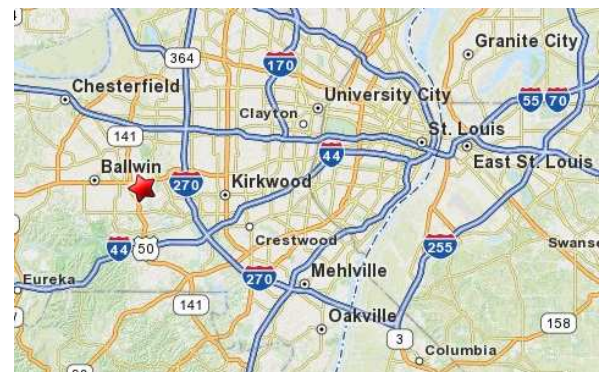 Granite City
364
170
Chesterfield
University City
55
70
Clayton
141
St. Louis
44
East St. Louis
Ballwin
270
Kirkwood
Crestwood
255
44
50
Swans
Eureka
270
Mehlville
141
Oakville
158
3
Columbia